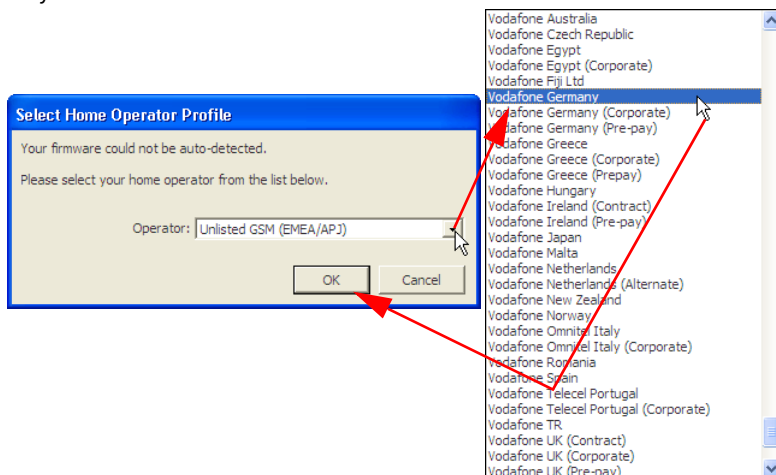 Select Home Operator Profile
Your firmware could not be auto-detected.
Please select your home operator from the list below.
Operator: Unlisted GSM (EMEA/APJ)
OK Cancel
Vodafone Australia
Vodafone Czech Republic
Vodafone Egypt
Vodafone Egypt (Corporate)
Vodafone Fiji Ltd
Vodafone Germany
Vodafone Germany (Corporate)
Vodafone Germany (Pre-pay)
Vodafone Greece
Vodafone Greece (Corporate)
Vodafone Greece (Prepay)
Vodafone Hungary
Vodafone Ireland (Contract)
Vodafone Ireland (Pre-pay)
Vodafone Japan
Vodafone Malta
Vodafone Netherlands
Vodafone Netherlands (Alternate)
Vodafone New Zealand
Vodafone Norway
Vodafone Omnitel Italy
Vodafone Omnitel Italy (Corporate)
Vodafone Romania
Vodafone Spain
Vodafone Telecel Portugal
Vodafone Telecel Portugal (Corporate)
Vodafone TR
Vodafone UK (Contract)
Vodafone UK (Corporate)
Vodafone UK (Pre-pay)